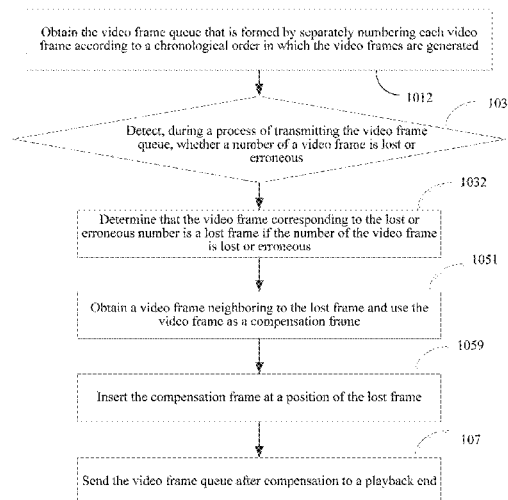 Obtain the video frame queue that is formed by separately numbering each video
frame according to a chronological order in which the video frames are generated
1012
103
Detect, during a process of transmitting the video frame
queue, whether a number of a video frame is lost or
erroneous
1032
Determine that the video frame corresponding to the lost or
erroneous number is a lost frame if the number of the video frame
is lost or erroneous
1051
Obtain a video frame neighboring to the lost frame and use the
video frame as a compensation frame
1059
Insert the compensation frame at a position of the lost frame
107
Send the video frame queue after compensation to a playback end